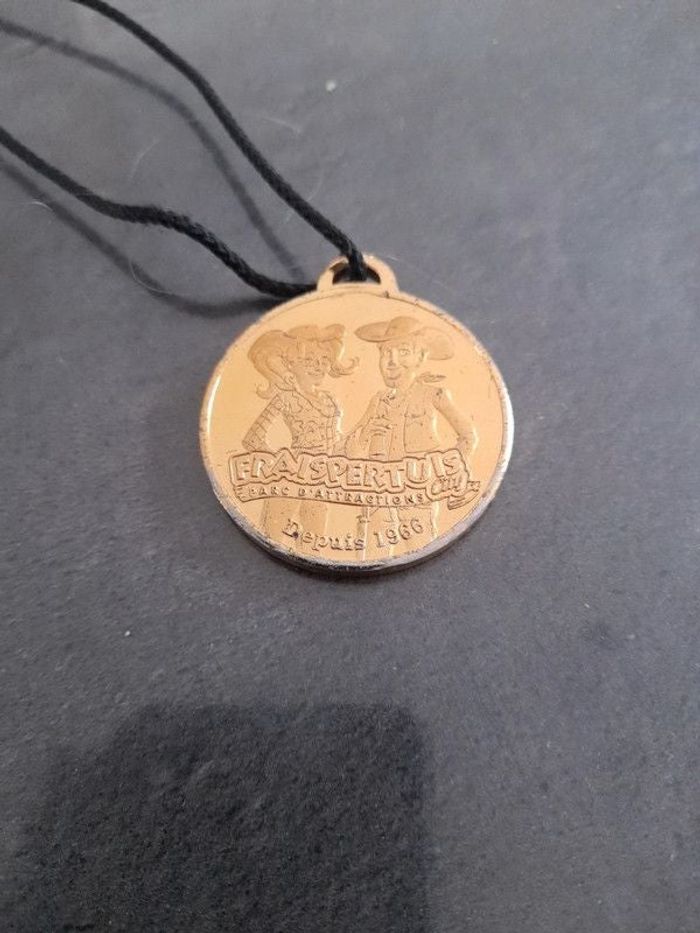 FRAISPERTUIS
City
PARC D'ATTRACTIONS
Depuis 1966